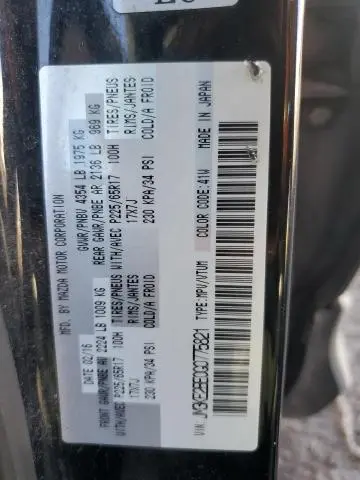 MFD. BY MAZDA MOTOR CORPORATION
DATE: 02/16 GVWR/PNBV 4354 LB 1975 KG
FRONT GAWR/PNBE AV 2224 LB 1009 KG REAR GAWR/PNBE AR 2136 LB 969 KG
WITH/AVEC P225/65R17 100H TIRES/PNEUS WITH/AVEC P225/65R17 100H TIRES/PNEUS
17X7J RIMS/JANTES 17X7J RIMS/JANTES
230 KPA/34 PSI COLD/A FROID 230 KPA/34 PSI COLD/A FROID
VIN: JM3KE2BE0G0775821 TYPE:MPV/VTUM
COLOR CODE:41W MADE IN JAPAN